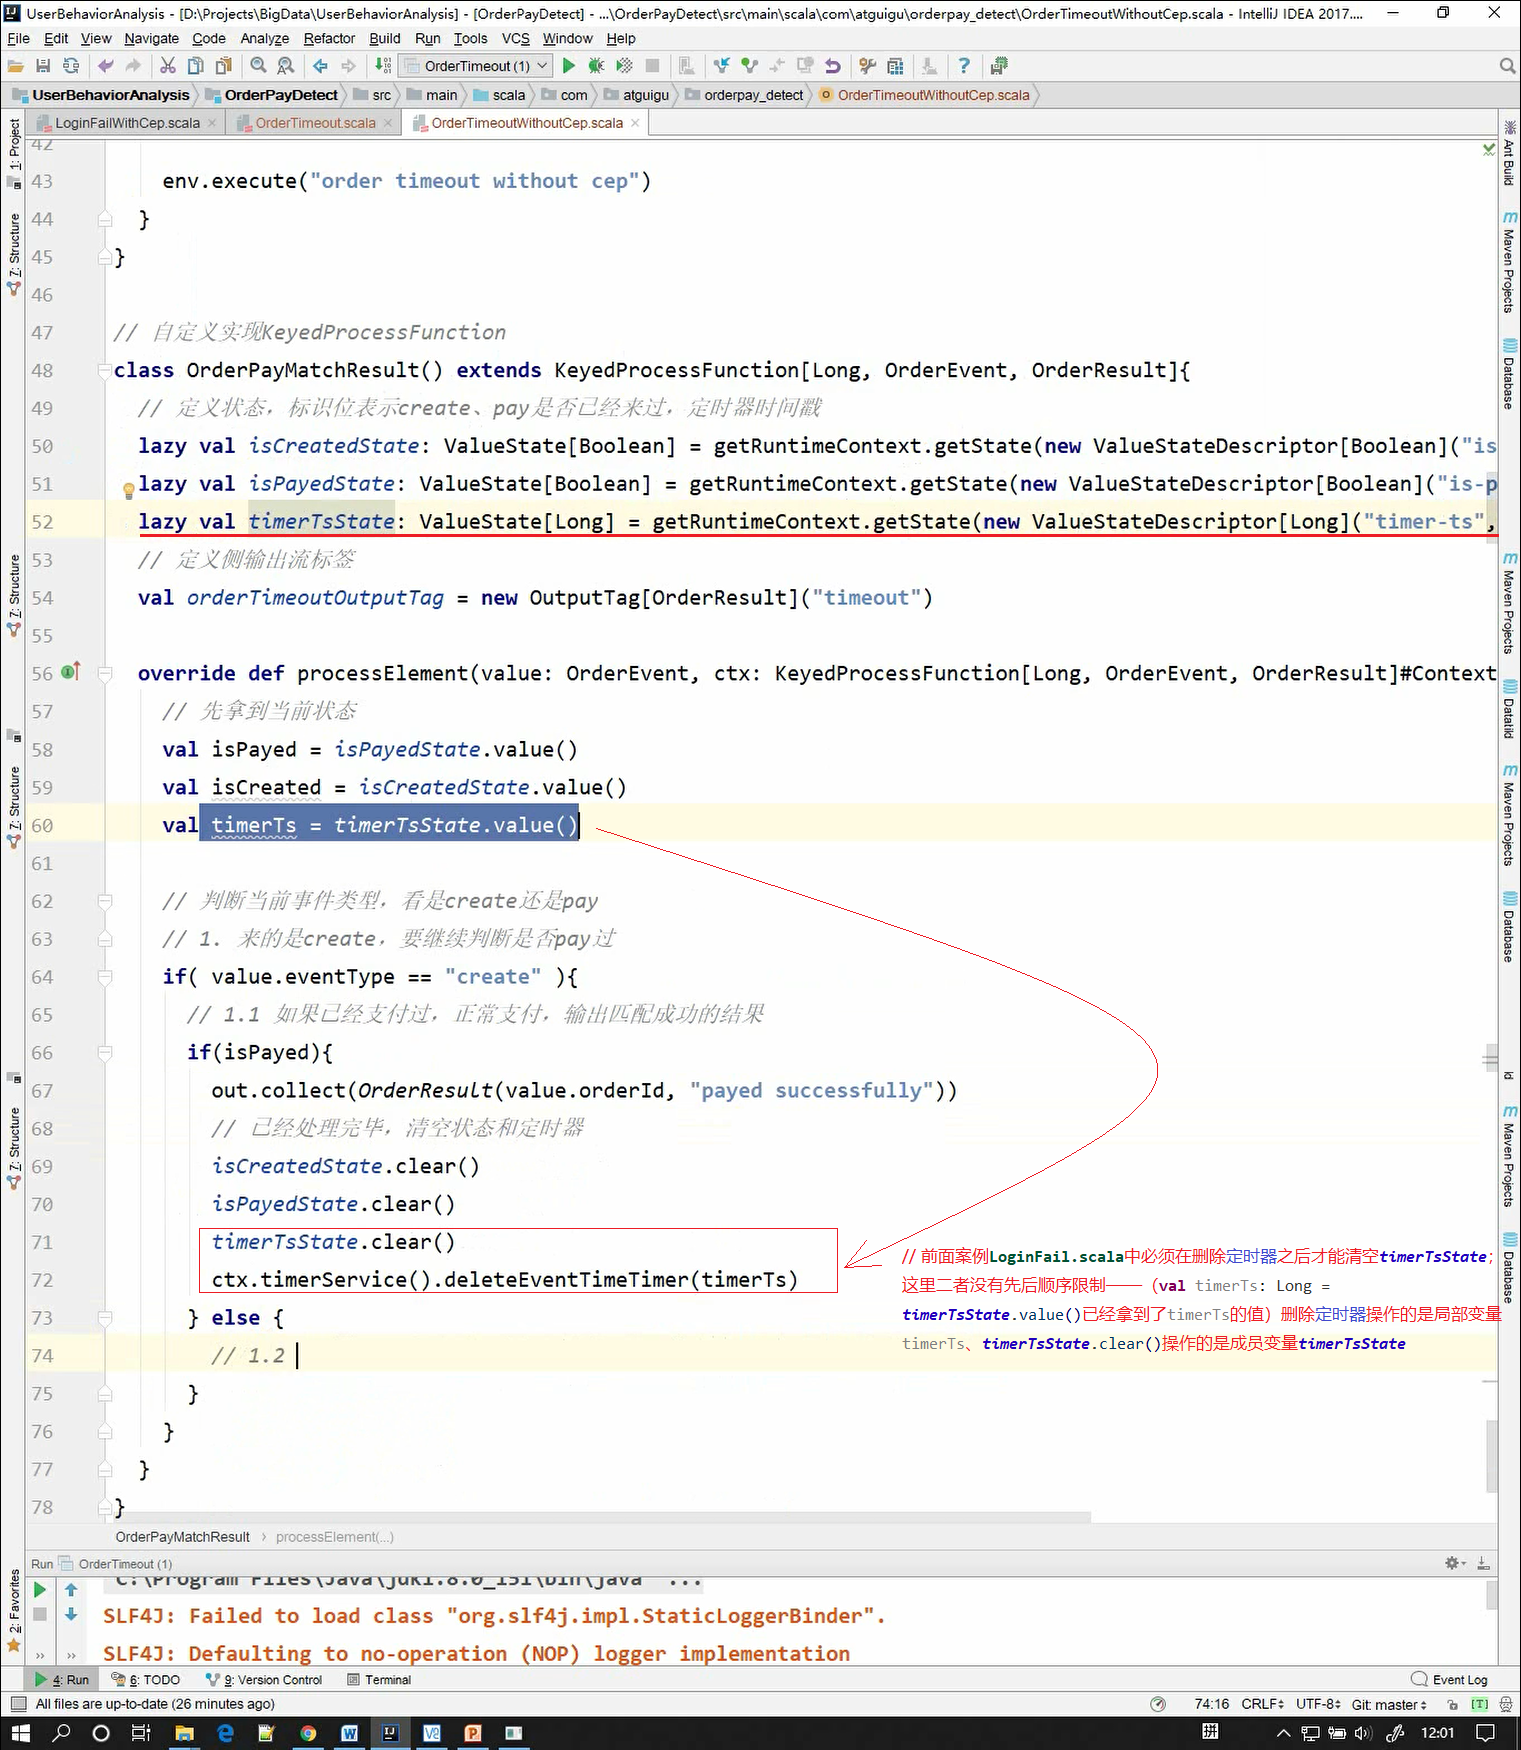 UserBehaviorAnalysis - [D:\Projects\BigData\UserBehaviorAnalysis] - [OrderPayDetect] - ...\OrderPayDetect\src\main\scala\com\atguigu\orderpay_detect\OrderTimeoutWithoutCep.scala - IntelliJ IDEA 2017....
File Edit View Navigate Code Analyze Refactor Build Run Tools VCS Window Help
OrderTimeout (1)
UserBehaviorAnalysis OrderPayDetect src main scala com atguigu orderpay_detect OrderTimeoutWithoutCep.scala
LoginFailWithCep.scala OrderTimeout.scala OrderTimeoutWithoutCep.scala
42
43 env.execute("order timeout without cep")
44 }
45 }
46
47 // 自定义实现KeyedProcessFunction
48 class OrderPayMatchResult() extends KeyedProcessFunction[Long, OrderEvent, OrderResult]{
49 // 定义状态，标识位表示create、pay是否已经来过，定时器时间戳
50 lazy val isCreatedState: ValueState[Boolean] = getRuntimeContext.getState(new ValueStateDescriptor[Boolean]("is
51 lazy val isPayedState: ValueState[Boolean] = getRuntimeContext.getState(new ValueStateDescriptor[Boolean]("is-p
52 lazy val timerTsState: ValueState[Long] = getRuntimeContext.getState(new ValueStateDescriptor[Long]("timer-ts",
53 // 定义侧输出流标签
54 val orderTimeoutOutputTag = new OutputTag[OrderResult]("timeout")
55
56 override def processElement(value: OrderEvent, ctx: KeyedProcessFunction[Long, OrderEvent, OrderResult]#Context
57 // 先拿到当前状态
58 val isPayed = isPayedState.value()
59 val isCreated = isCreatedState.value()
60 val timerTs = timerTsState.value()
61
62 // 判断当前事件类型，看是create还是pay
63 // 1. 来的是create，要继续判断是否pay过
64 if( value.eventType == "create" ){
65 // 1.1 如果已经支付过，正常支付，输出匹配成功的结果
66 if(isPayed){
67 out.collect(OrderResult(value.orderId, "payed successfully"))
68 // 已经处理完毕，清空状态和定时器
69 isCreatedState.clear()
70 isPayedState.clear()
71 timerTsState.clear()
72 ctx.timerService().deleteEventTimeTimer(timerTs)
73 } else {
74 // 1.2
75 }
76 }
77 }
78 }
// 前面案例LoginFail.scala中必须在删除定时器之后才能清空timerTsState；
这里二者没有先后顺序限制——（val timerTs: Long =
timerTsState.value()已经拿到了timerTs的值）删除定时器操作的是局部变量
timerTs、timerTsState.clear()操作的是成员变量timerTsState
OrderPayMatchResult processElement(...)
Run OrderTimeout (1)
C:\Program Files\Java\jdk1.8.0_151\bin\java ...
SLF4J: Failed to load class "org.slf4j.impl.StaticLoggerBinder".
SLF4J: Defaulting to no-operation (NOP) logger implementation
4: Run 6: TODO 9: Version Control Terminal Event Log
All files are up-to-date (26 minutes ago) 74:16 CRLF UTF-8 Git: master
拼 12:01
1: Project
7: Structure
7: Structure
7: Structure
7: Structure
2: Favorites
Ant Build
Maven Projects
Database
Maven Projects
Maven Projects
Database
id
Maven Projects
Database